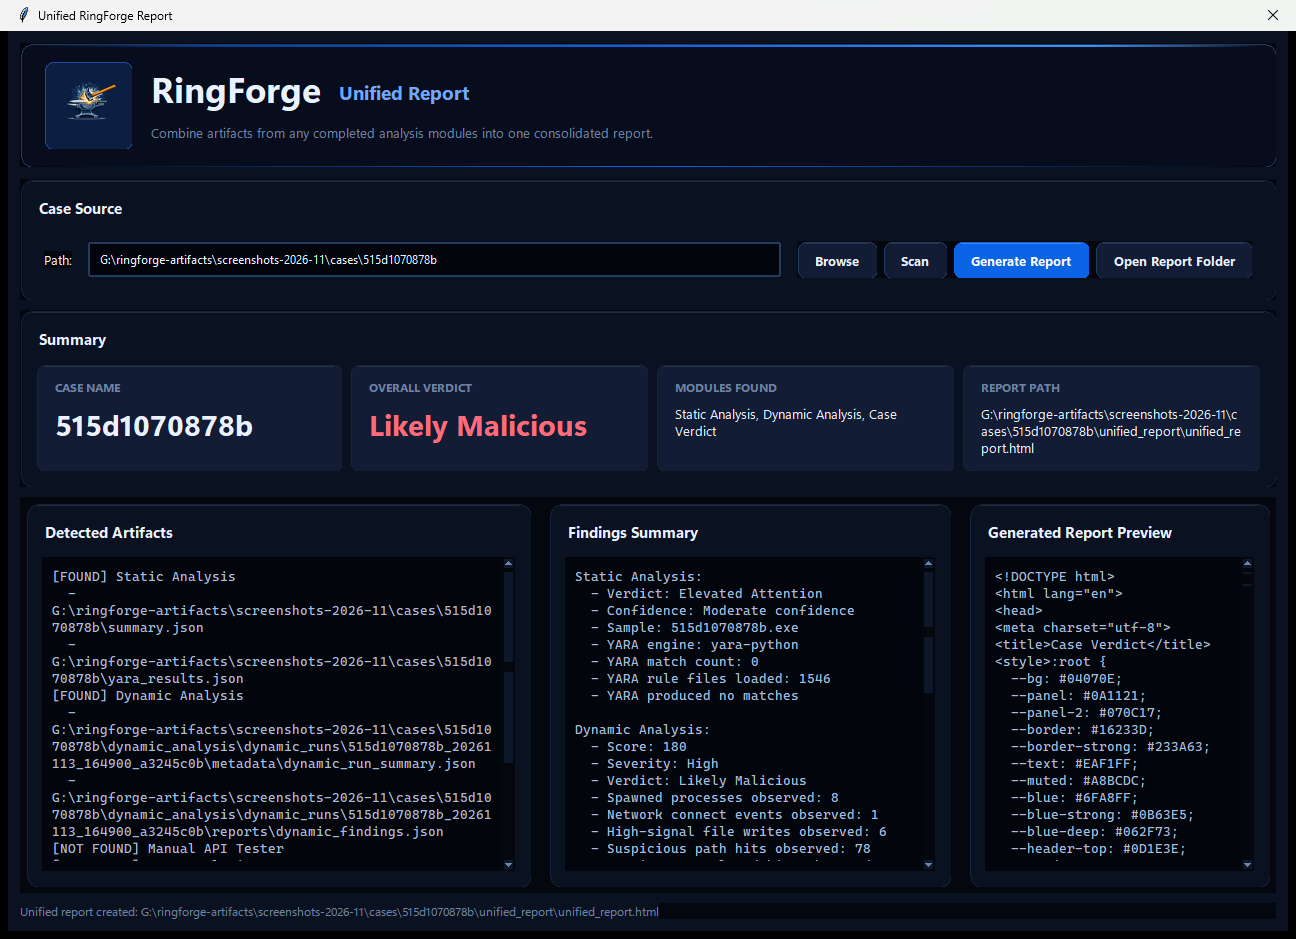 Unified RingForge Report
RingForge Unified Report
Combine artifacts from any completed analysis modules into one consolidated report.
Case Source
Path: G:\ringforge-artifacts\screenshots-2026-11\cases\515d1070878b Browse Scan Generate Report Open Report Folder
Summary
CASE NAME
515d1070878b
OVERALL VERDICT
Likely Malicious
MODULES FOUND
Static Analysis, Dynamic Analysis, Case
Verdict
REPORT PATH
G:\ringforge-artifacts\screenshots-2026-11\c
ases\515d1070878b\unified_report\unified_re
port.html
Detected Artifacts
[FOUND] Static Analysis
–
G:\ringforge-artifacts\screenshots-2026-11\cases\515d10
70878b\summary.json
–
G:\ringforge-artifacts\screenshots-2026-11\cases\515d10
70878b\yara_results.json
[FOUND] Dynamic Analysis
–
G:\ringforge-artifacts\screenshots-2026-11\cases\515d10
70878b\dynamic_analysis\dynamic_runs\515d1070878b_20261
113_164900_a3245c0b\metadata\dynamic_run_summary.json
–
G:\ringforge-artifacts\screenshots-2026-11\cases\515d10
70878b\dynamic_analysis\dynamic_runs\515d1070878b_20261
113_164900_a3245c0b\reports\dynamic_findings.json
[NOT FOUND] Manual API Tester
Findings Summary
Static Analysis:
– Verdict: Elevated Attention
– Confidence: Moderate confidence
– Sample: 515d1070878b.exe
– YARA engine: yara-python
– YARA match count: 0
– YARA rule files loaded: 1546
– YARA produced no matches
Dynamic Analysis:
– Score: 180
– Severity: High
– Verdict: Likely Malicious
– Spawned processes observed: 8
– Network connect events observed: 1
– High-signal file writes observed: 6
– Suspicious path hits observed: 78
Generated Report Preview
<!DOCTYPE html>
<html lang="en">
<head>
<meta charset="utf-8">
<title>Case Verdict</title>
<style>:root {
--bg: #04070E;
--panel: #0A1121;
--panel-2: #070C17;
--border: #16233D;
--border-strong: #233A63;
--text: #EAF1FF;
--muted: #A8BCDC;
--blue: #6FA8FF;
--blue-strong: #0B63E5;
--blue-deep: #062F73;
--header-top: #0D1E3E;
Unified report created: G:\ringforge-artifacts\screenshots-2026-11\cases\515d1070878b\unified_report\unified_report.html